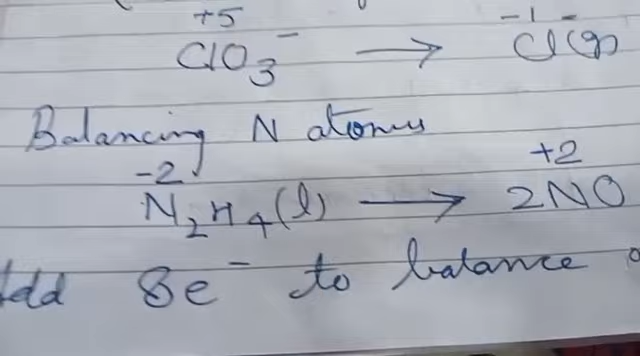 +5 -1
ClO3⁻ → Cl⁻(g)
Balancing N atoms
-2 +2
N2H4(l) → 2NO
8e⁻ to balance